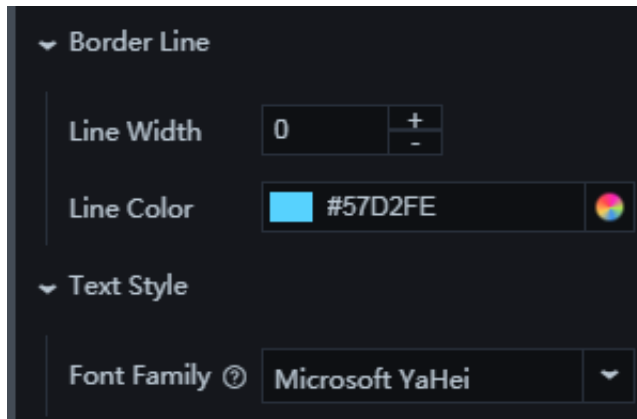 Border Line
Line Width 0 + -
Line Color #57D2FE
Text Style
Font Family ? Microsoft YaHei